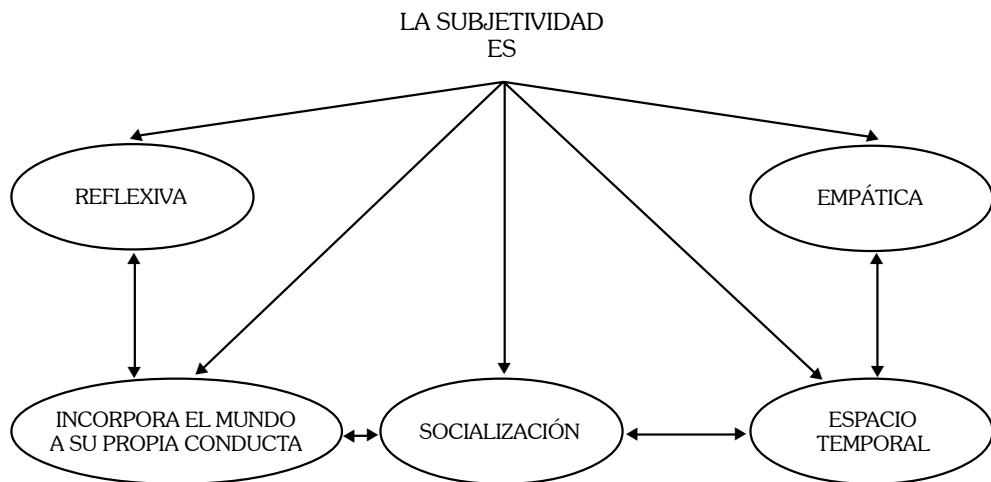 LA SUBJETIVIDAD
ES
REFLEXIVA
EMPÁTICA
INCORPORA EL MUNDO
A SU PROPIA CONDUCTA
SOCIALIZACIÓN
ESPACIO
TEMPORAL